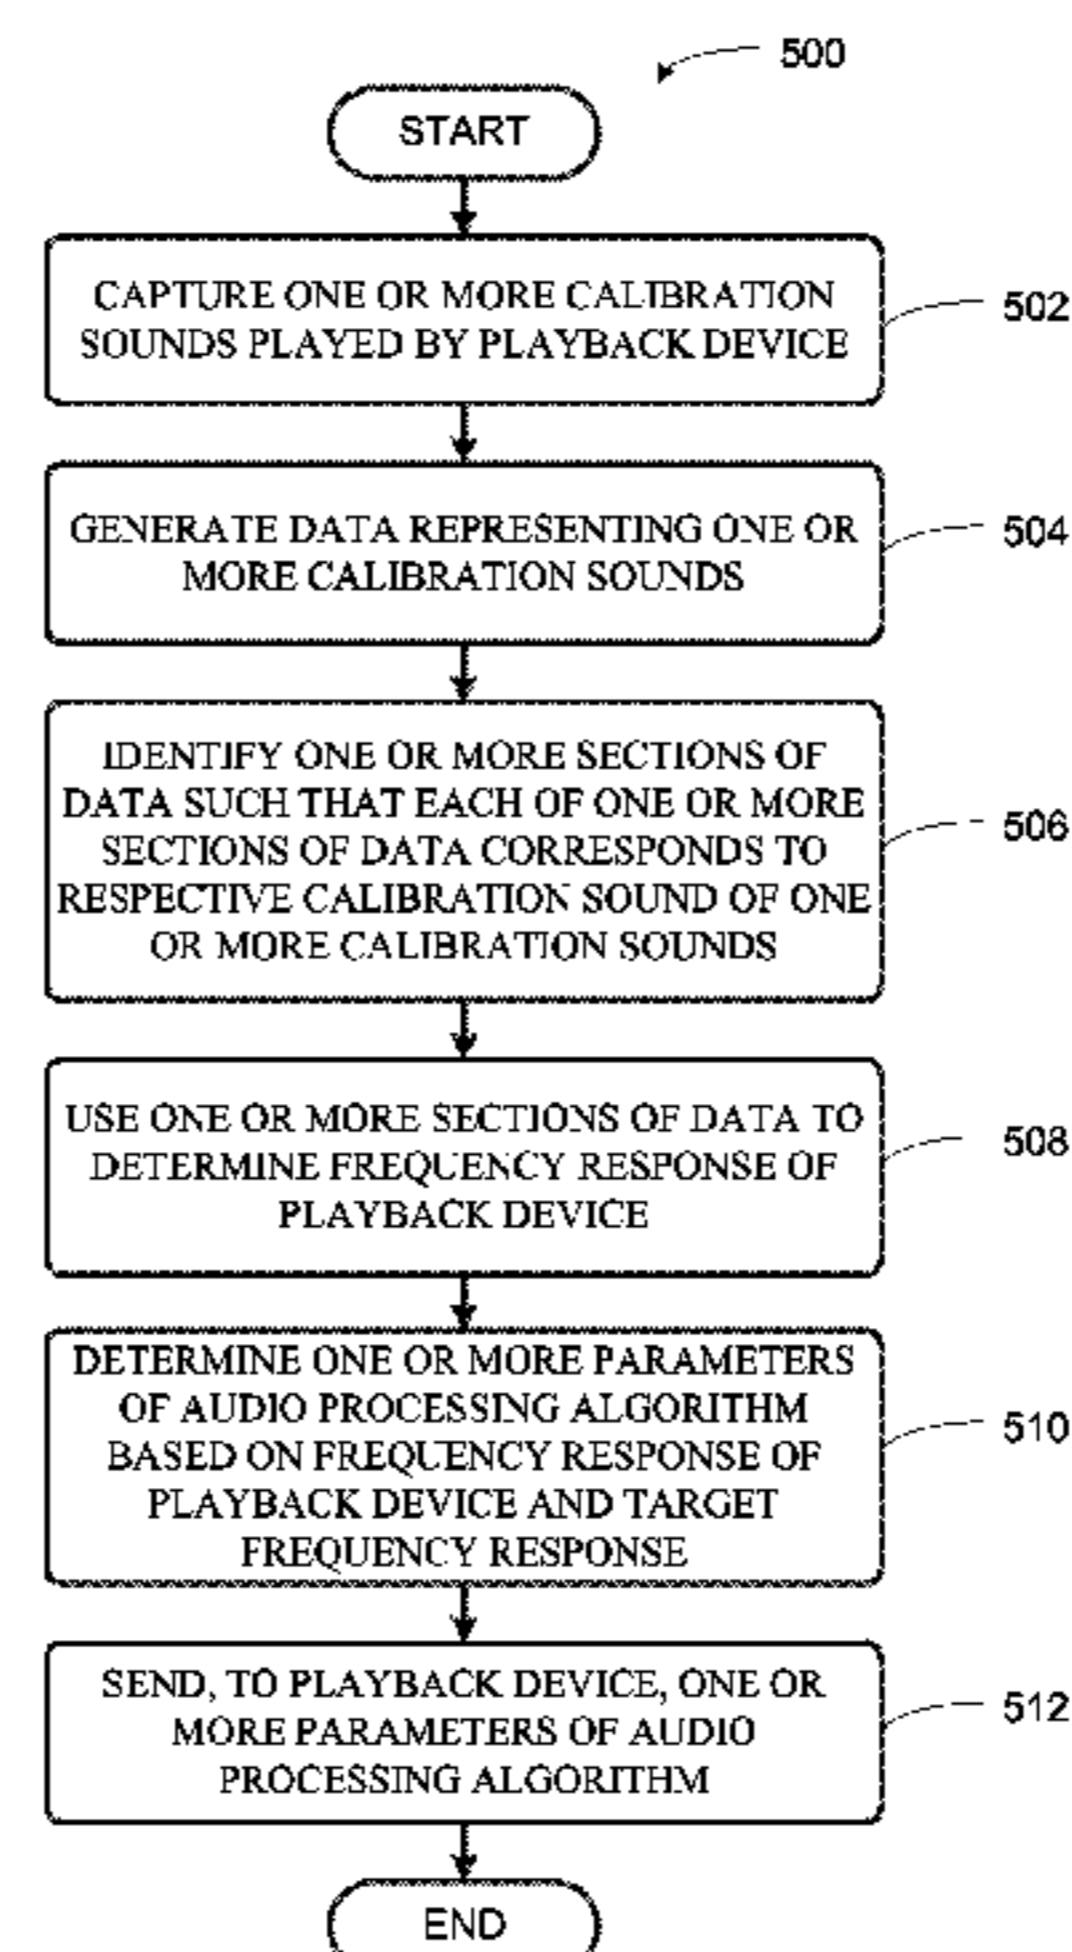 500
START
CAPTURE ONE OR MORE CALIBRATION
SOUNDS PLAYED BY PLAYBACK DEVICE
502
GENERATE DATA REPRESENTING ONE OR
MORE CALIBRATION SOUNDS
504
IDENTIFY ONE OR MORE SECTIONS OF
DATA SUCH THAT EACH OF ONE OR MORE
SECTIONS OF DATA CORRESPONDS TO
RESPECTIVE CALIBRATION SOUND OF ONE
OR MORE CALIBRATION SOUNDS
506
USE ONE OR MORE SECTIONS OF DATA TO
DETERMINE FREQUENCY RESPONSE OF
PLAYBACK DEVICE
508
DETERMINE ONE OR MORE PARAMETERS
OF AUDIO PROCESSING ALGORITHM
BASED ON FREQUENCY RESPONSE OF
PLAYBACK DEVICE AND TARGET
FREQUENCY RESPONSE
510
SEND, TO PLAYBACK DEVICE, ONE OR
MORE PARAMETERS OF AUDIO
PROCESSING ALGORITHM
512
END